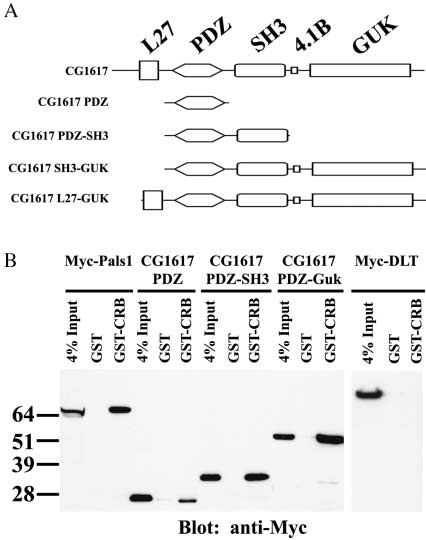 A
L27 PDZ SH3 4.1B GUK
CG1617
CG1617 PDZ
CG1617 PDZ-SH3
CG1617 SH3-GUK
CG1617 L27-GUK
B
Myc-Pals1 CG1617 PDZ CG1617 PDZ-SH3 CG1617 PDZ-Guk Myc-DLT
4% Input GST GST-CRB 4% Input GST GST-CRB 4% Input GST GST-CRB 4% Input GST GST-CRB 4% Input GST GST-CRB
64
51
39
28
Blot: anti-Myc